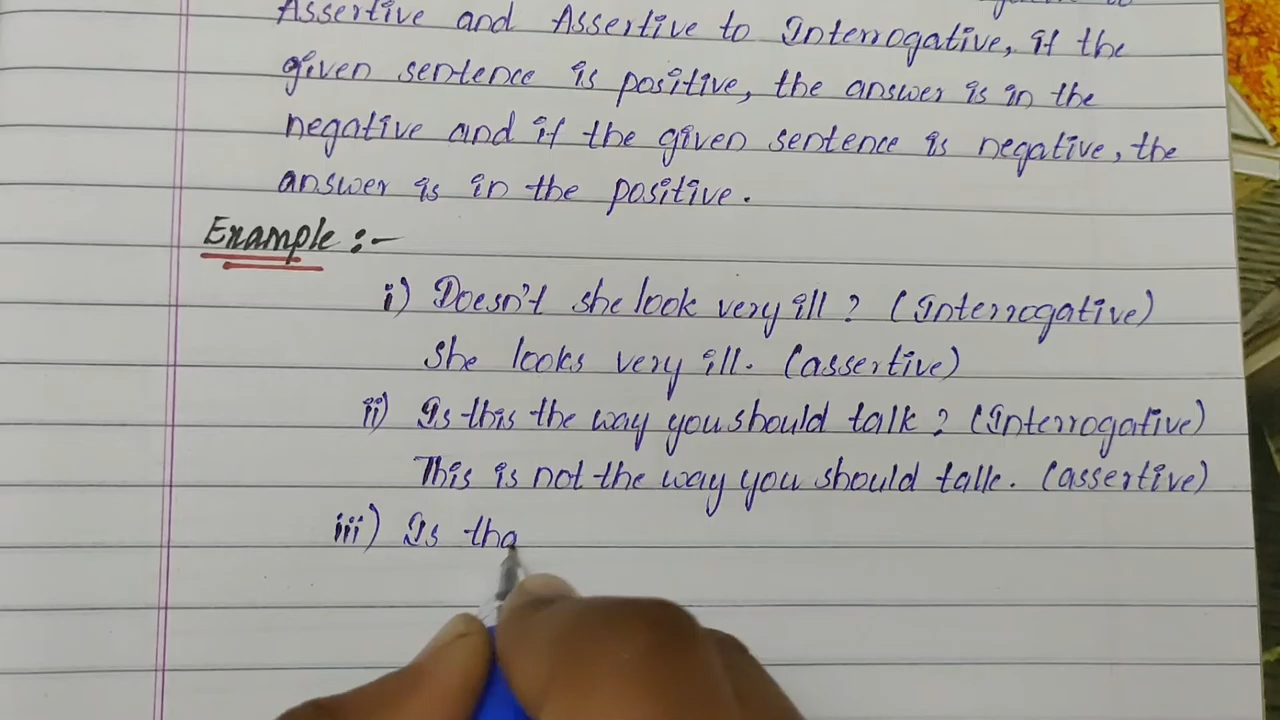 Assertive and Assertive to Interrogative, if the
given sentence is positive, the answer is in the
negative and if the given sentence is negative, the
answer is in the positive.
Example :-
i) Doesn't she look very ill ? (Interrogative)
She looks very ill. (assertive)
ii) Is this the way you should talk ? (Interrogative)
This is not the way you should talk. (assertive)
iii) Is tha